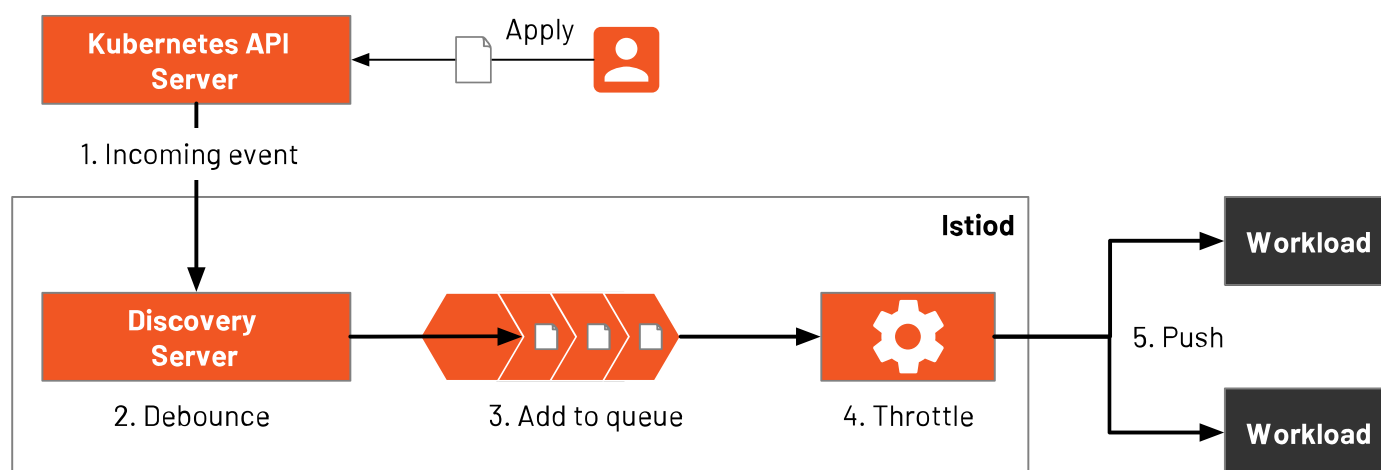 Kubernetes API
Server
Apply
1. Incoming event
Istiod
Workload
Discovery
Server
5. Push
2. Debounce
3. Add to queue
4. Throttle
Workload